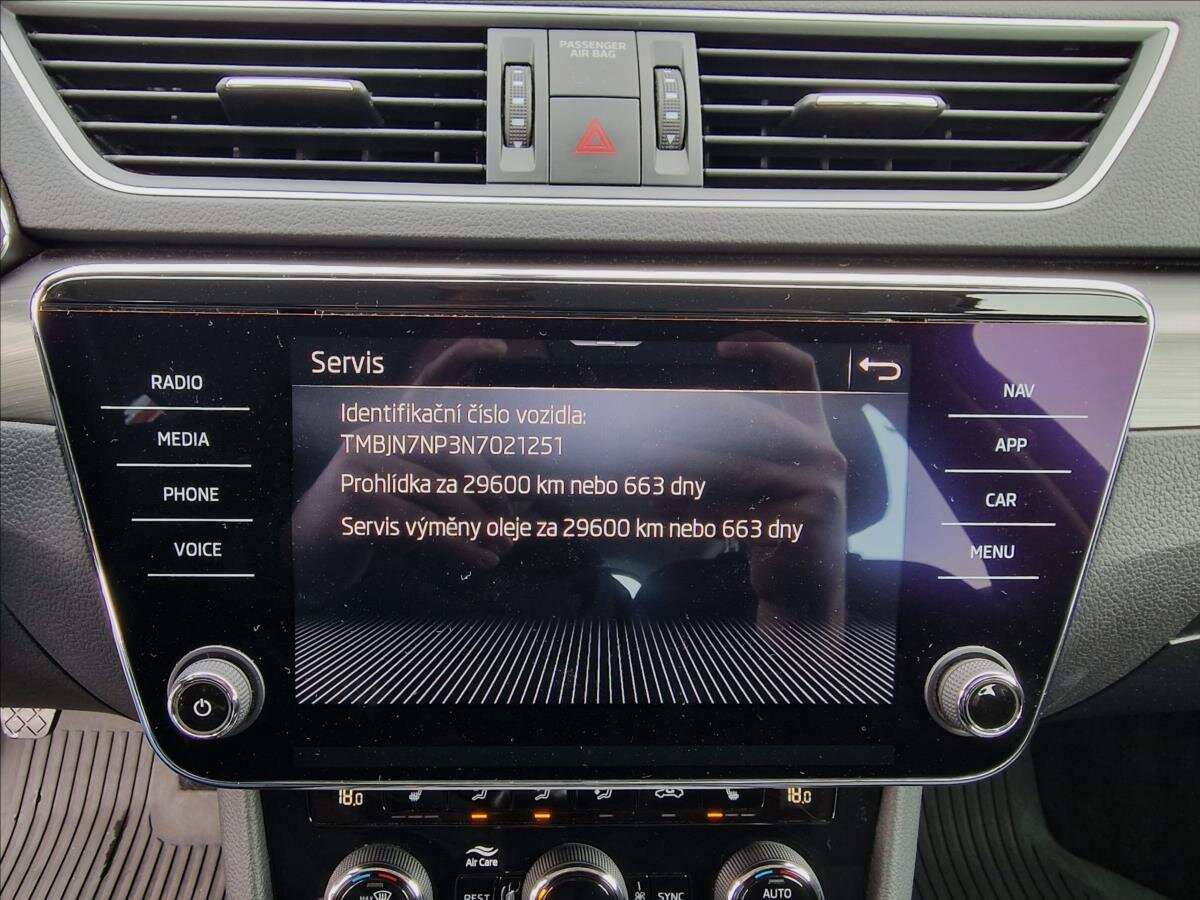 PASSENGER
AIR BAG
Servis
RADIO
MEDIA
PHONE
VOICE
Identifikační číslo vozidla:
TMBJN7NP3N7021251
Prohlídka za 29600 km nebo 663 dny
Servis výměny oleje za 29600 km nebo 663 dny
NAV
APP
CAR
MENU
18.0
18.0
Air Care
MAX
REST
SYNC
AUTO